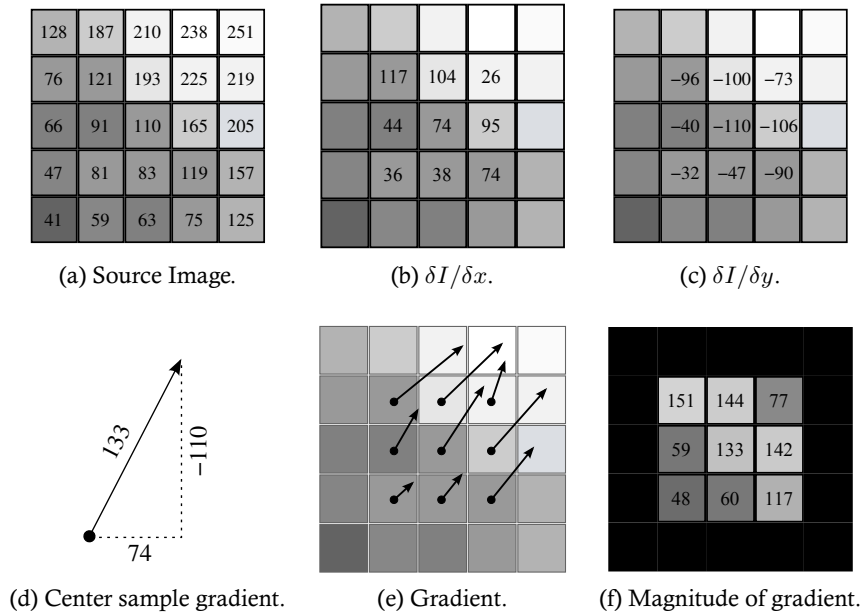 128 187 210 238 251
76 121 193 225 219
66 91 110 165 205
47 81 83 119 157
41 59 63 75 125
(a) Source Image.
117 104 26
44 74 95
36 38 74
(b) δI/δx.
−96 −100 −73
−40 −110 −106
−32 −47 −90
(c) δI/δy.
133
−110
74
(d) Center sample gradient.
(e) Gradient.
151 144 77
59 133 142
48 60 117
(f) Magnitude of gradient.